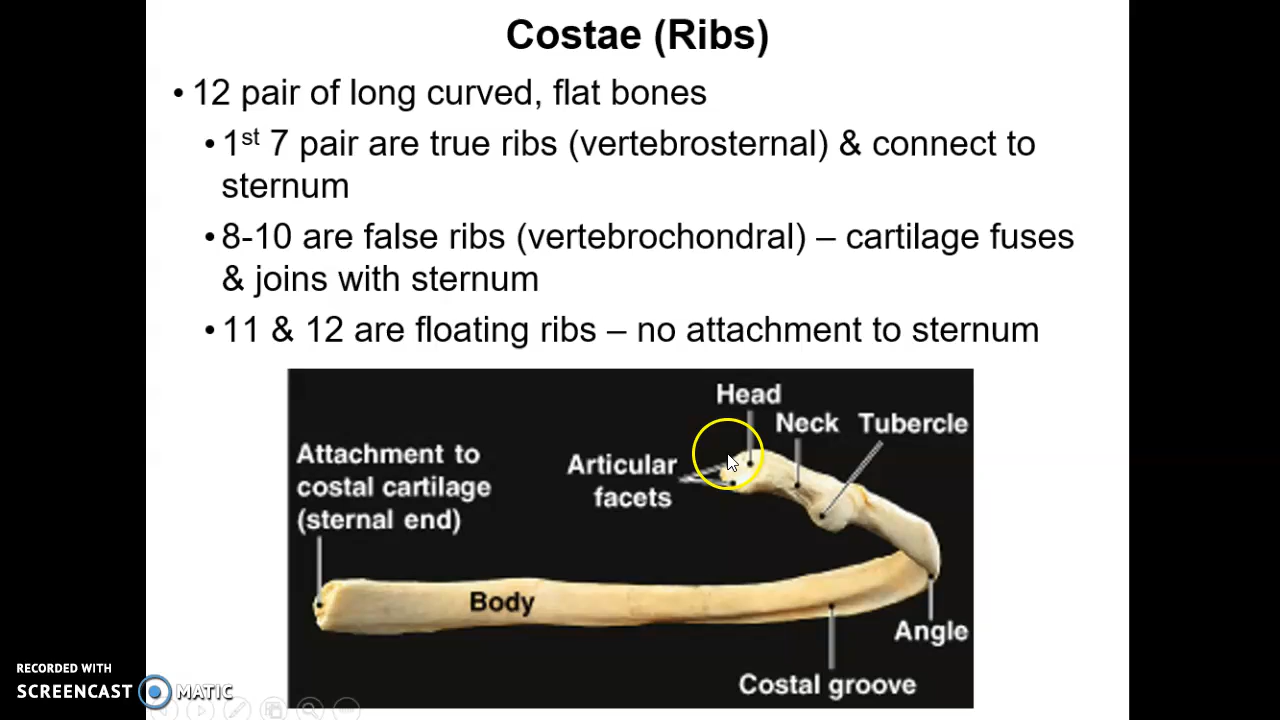 Costae (Ribs)
• 12 pair of long curved, flat bones
• 1st 7 pair are true ribs (vertebrosternal) & connect to
sternum
• 8-10 are false ribs (vertebrochondral) – cartilage fuses
& joins with sternum
• 11 & 12 are floating ribs – no attachment to sternum
Head
Neck
Tubercle
Attachment to
costal cartilage
(sternal end)
Articular
facets
Body
Angle
Costal groove
RECORDED WITH
SCREENCAST MATIC